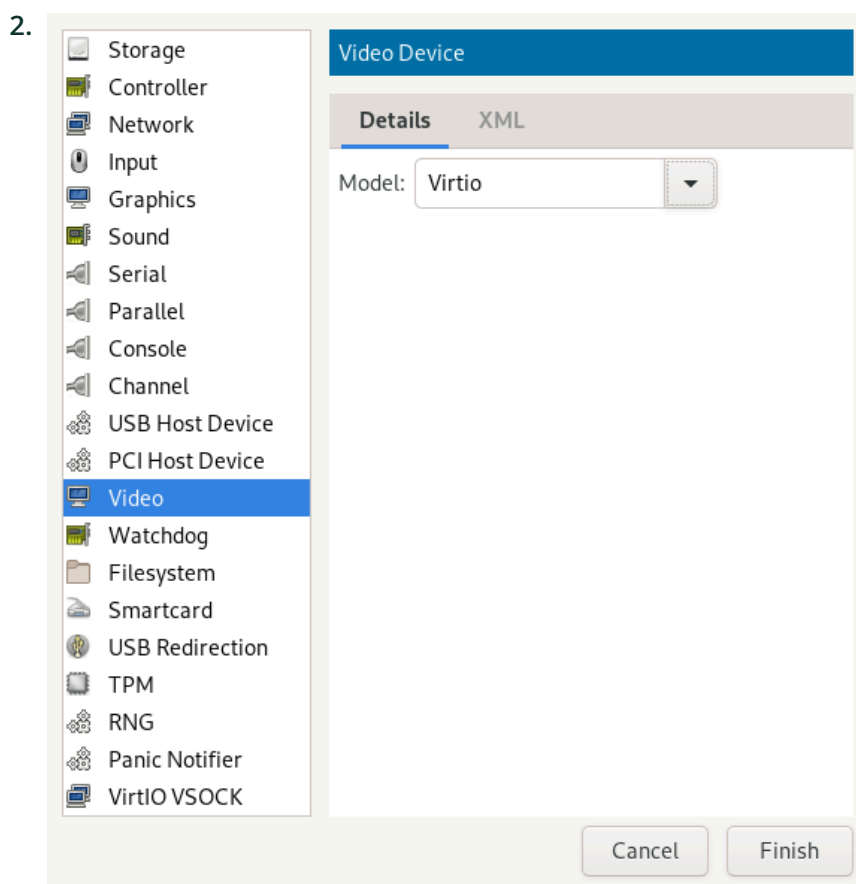 2.
Storage
Controller
Network
Input
Graphics
Sound
Serial
Parallel
Console
Channel
USB Host Device
PCI Host Device
Video
Watchdog
Filesystem
Smartcard
USB Redirection
TPM
RNG
Panic Notifier
VirtIO VSOCK
Video Device
Details XML
Model: Virtio
Cancel Finish